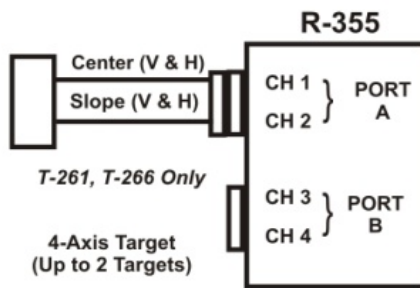 R-355
Center (V & H)
Slope (V & H)
T-261, T-266 Only
4-Axis Target
(Up to 2 Targets)
CH 1
CH 2
PORT
A
CH 3
CH 4
PORT
B